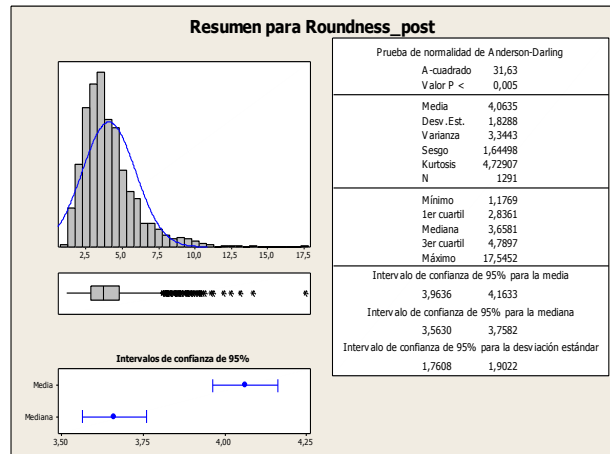 Resumen para Roundness_post
2,5 5,0 7,5 10,0 12,5 15,0 17,5
Intervalos de confianza de 95%
Media
Mediana
3,50 3,75 4,00 4,25
Prueba de normalidad de Anderson-Darling
A-cuadrado 31,63
Valor P < 0,005
Media 4,0635
Desv.Est. 1,8288
Varianza 3,3443
Sesgo 1,64498
Kurtosis 4,72907
N 1291
Mínimo 1,1769
1er cuartil 2,8361
Mediana 3,6581
3er cuartil 4,7897
Máximo 17,5452
Intervalo de confianza de 95% para la media
3,9636 4,1633
Intervalo de confianza de 95% para la mediana
3,5630 3,7582
Intervalo de confianza de 95% para la desviación estándar
1,7608 1,9022